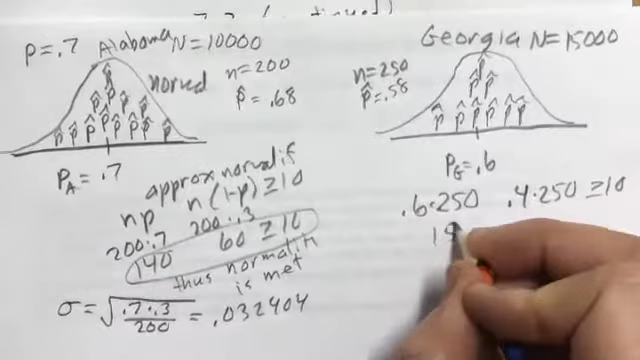 p = .7 Alabama N = 10000
normal
n = 200
p̂ = .68
p̂
p̂ p̂
p̂ p̂ p̂
p̂ p̂ p̂ p̂ p̂ p̂
P_A = .7
approx normal if
np n(1-p) ≥ 10
200·.7 200·.3
140 60 ≥ 10
thus normality
is met
σ = √(.7·.3/200) = .032404
Georgia N = 15000
n = 250
p̂ = .58
p̂
p̂ p̂
p̂ p̂ p̂ p̂ p̂
P_G = .6
.6·250 .4·250 ≥ 10